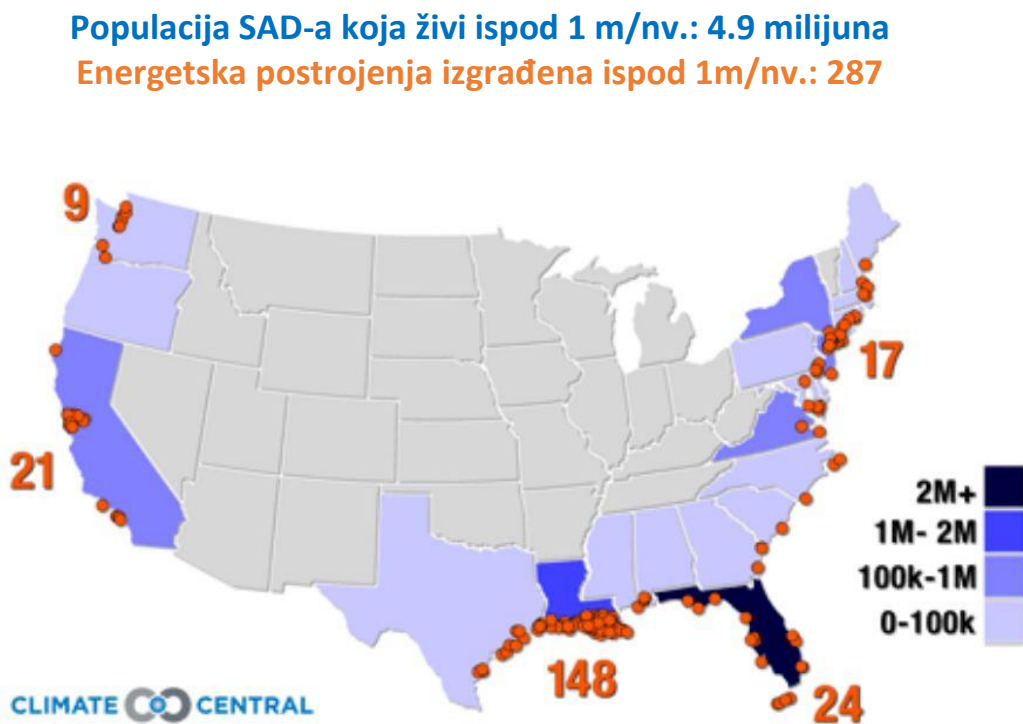 Populacija SAD-a koja živi ispod 1 m/nv.: 4.9 milijuna
Energetska postrojenja izgrađena ispod 1m/nv.: 287
9
17
21
2M+
1M- 2M
100k-1M
0-100k
148
24
CLIMATE CENTRAL